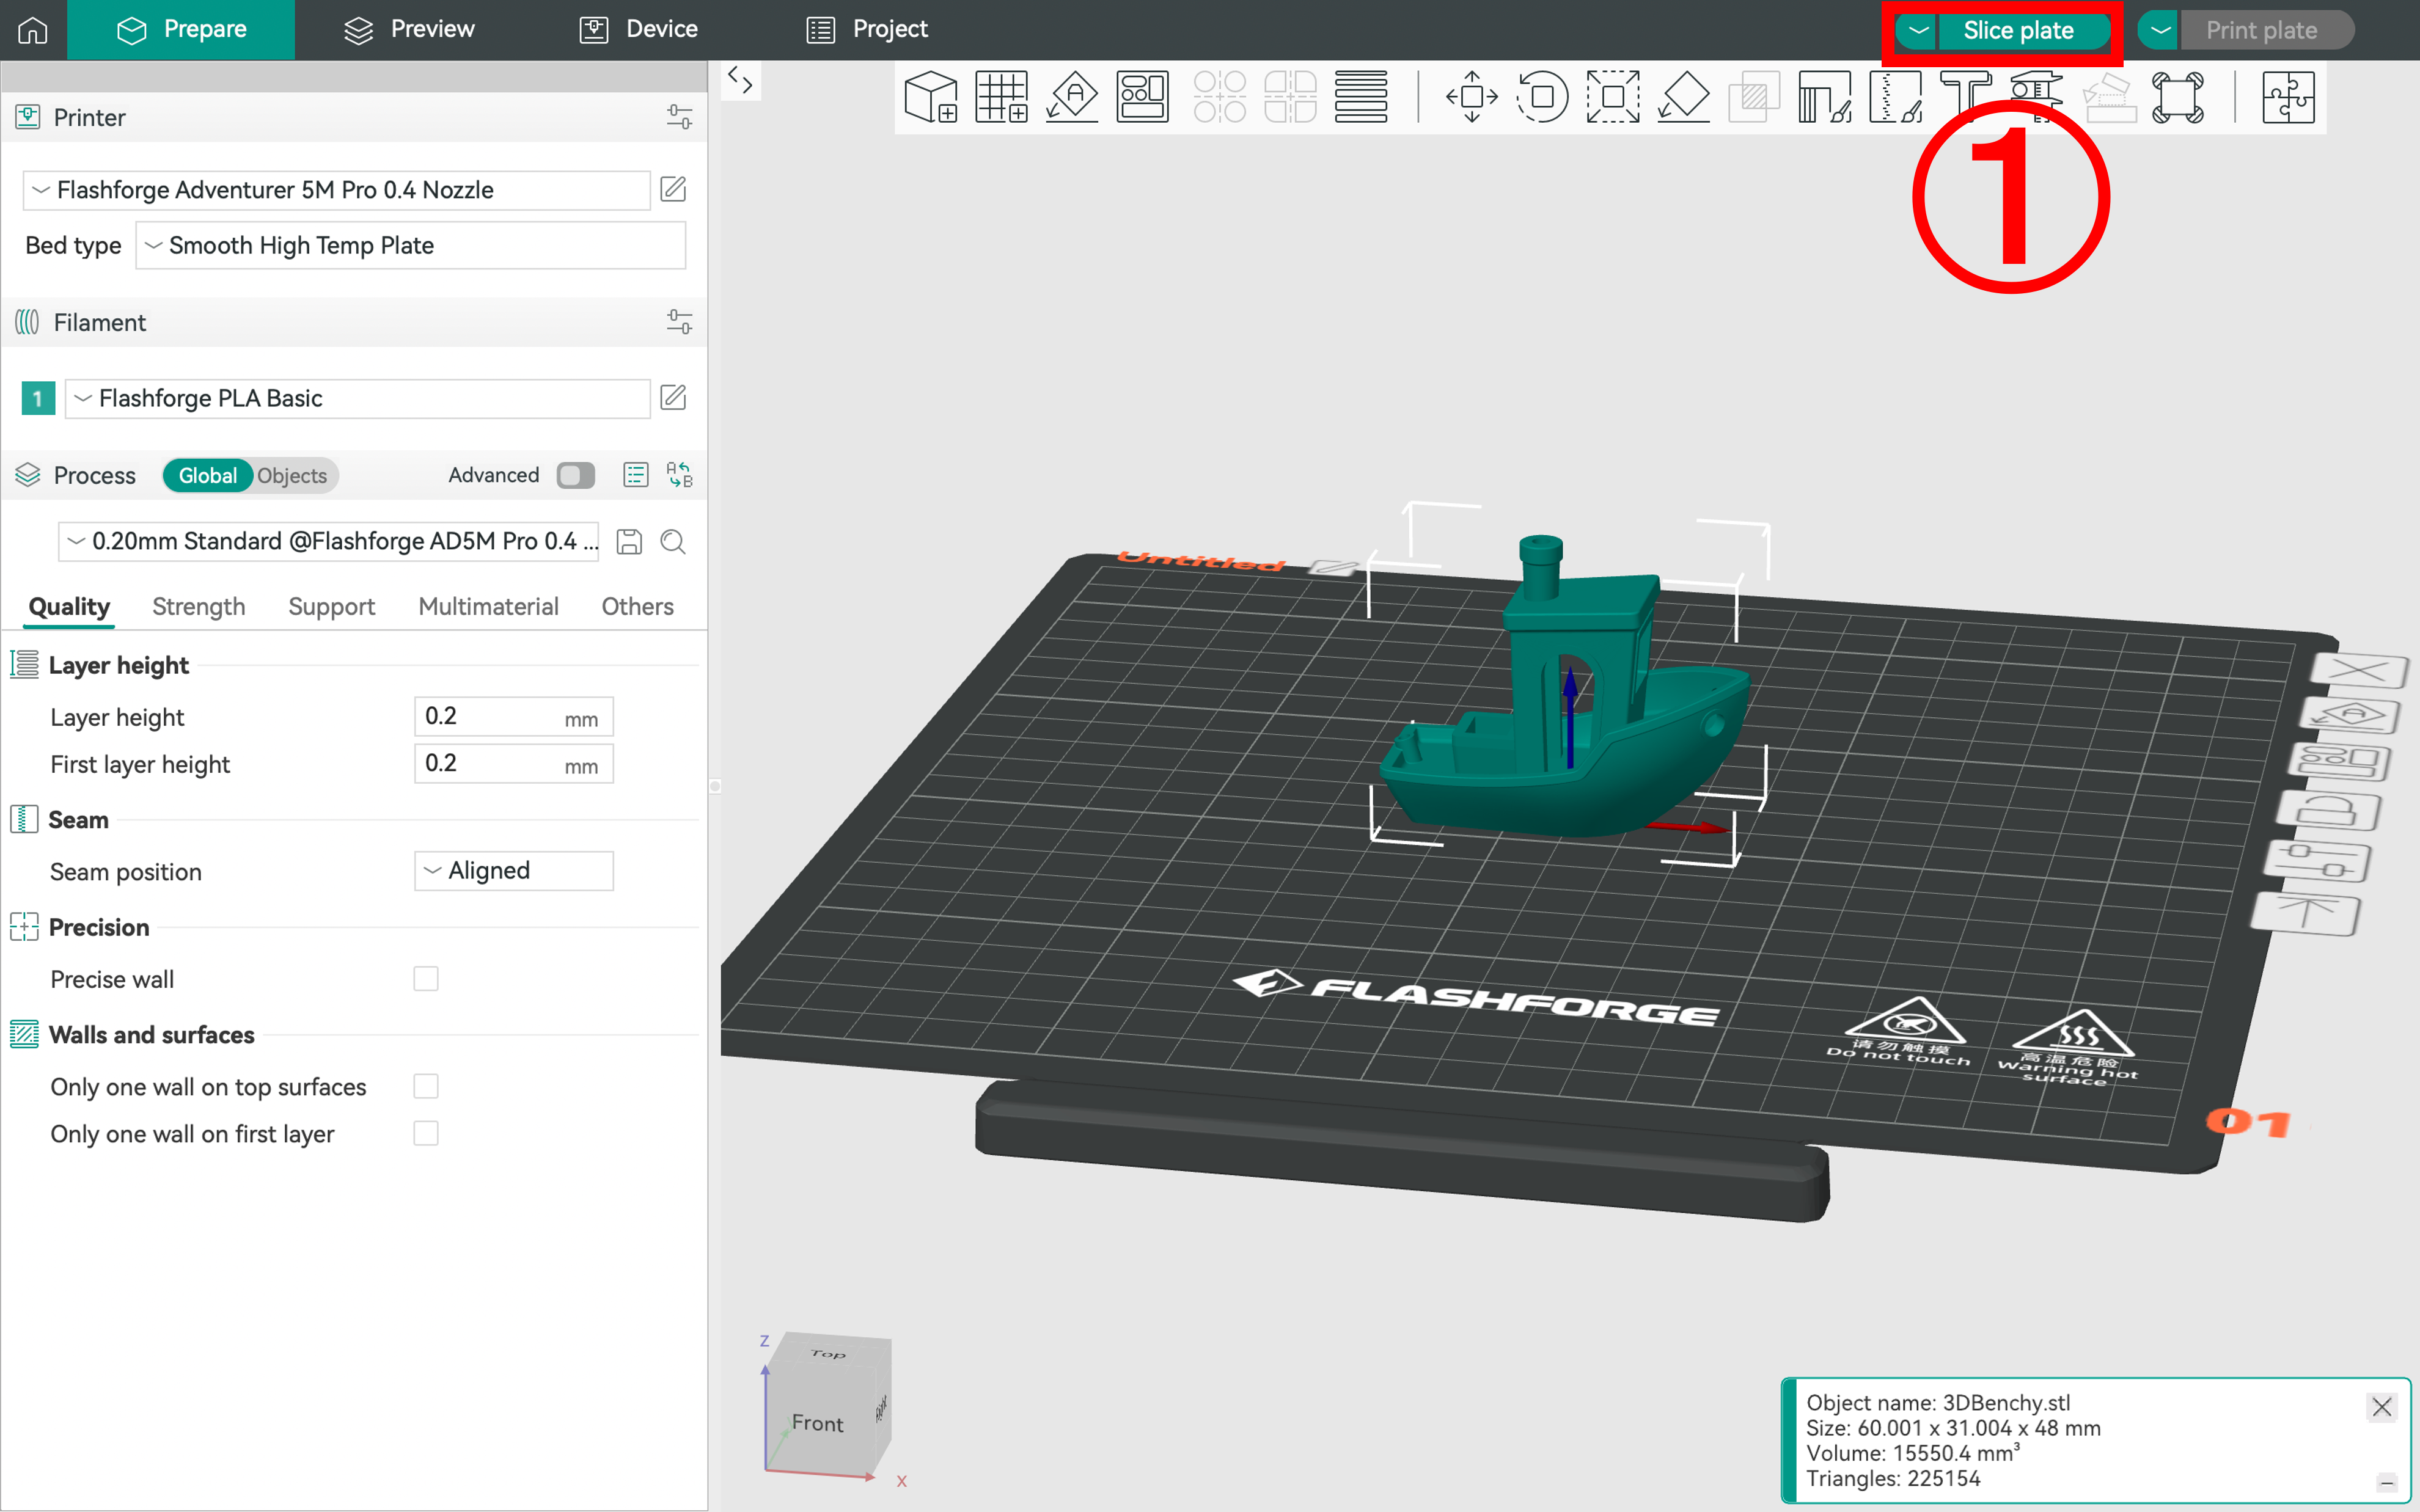 Prepare
Preview
Device
Project
Slice plate
Print plate
Printer
Flashforge Adventurer 5M Pro 0.4 Nozzle
Bed type
Smooth High Temp Plate
Filament
1
Flashforge PLA Basic
Process
Global
Objects
Advanced
0.20mm Standard @Flashforge AD5M Pro 0.4 ...
Quality
Strength
Support
Multimaterial
Others
Layer height
Layer height
0.2 mm
First layer height
0.2 mm
Seam
Seam position
Aligned
Precision
Precise wall
Walls and surfaces
Only one wall on top surfaces
Only one wall on first layer
1
Untitled
FLASHFORGE
请勿触摸
Do not touch
高温危险
Warning hot
surface
01
Z
Top
Front
X
Object name: 3DBenchy.stl
Size: 60.001 x 31.004 x 48 mm
Volume: 15550.4 mm³
Triangles: 225154